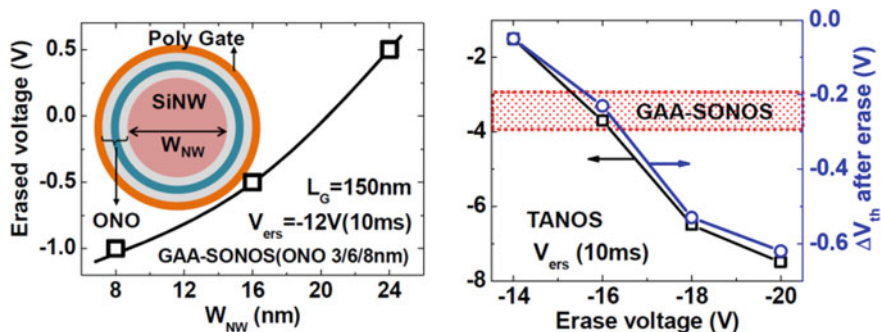 Erased voltage (V)
0.5
0.0
-0.5
-1.0
8
12
16
20
24
W_NW (nm)
Poly Gate
SiNW
W_NW
ONO
L_G=150nm
V_ers=-12V(10ms)
GAA-SONOS(ONO 3/6/8nm)
-2
-4
-6
-8
-14
-16
-18
-20
Erase voltage (V)
GAA-SONOS
TANOS
V_ers (10ms)
0.0
-0.2
-0.4
-0.6
ΔV_th after erase (V)